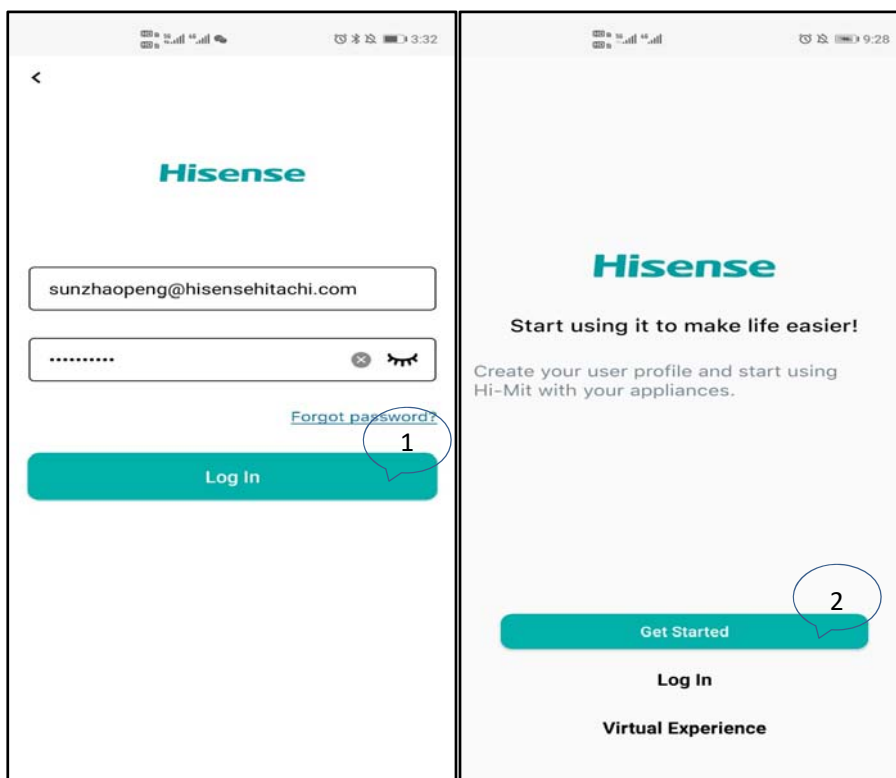 3:32
<
Hisense
sunzhaopeng@hisensehitachi.com
••••••••••
Forgot password?
1
Log In
9:28
Hisense
Start using it to make life easier!
Create your user profile and start using
Hi-Mit with your appliances.
2
Get Started
Log In
Virtual Experience